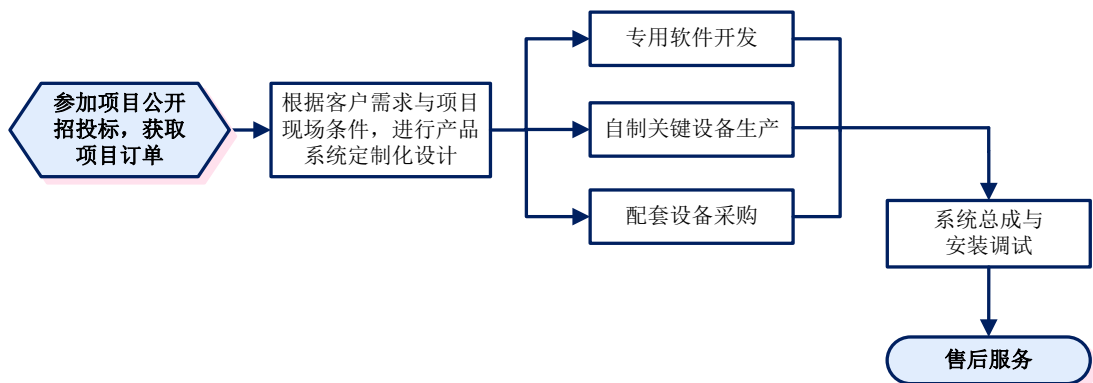 参加项目公开
招投标，获取
项目订单
根据客户需求与项目
现场条件，进行产品
系统定制化设计
专用软件开发
自制关键设备生产
配套设备采购
系统总成与
安装调试
售后服务